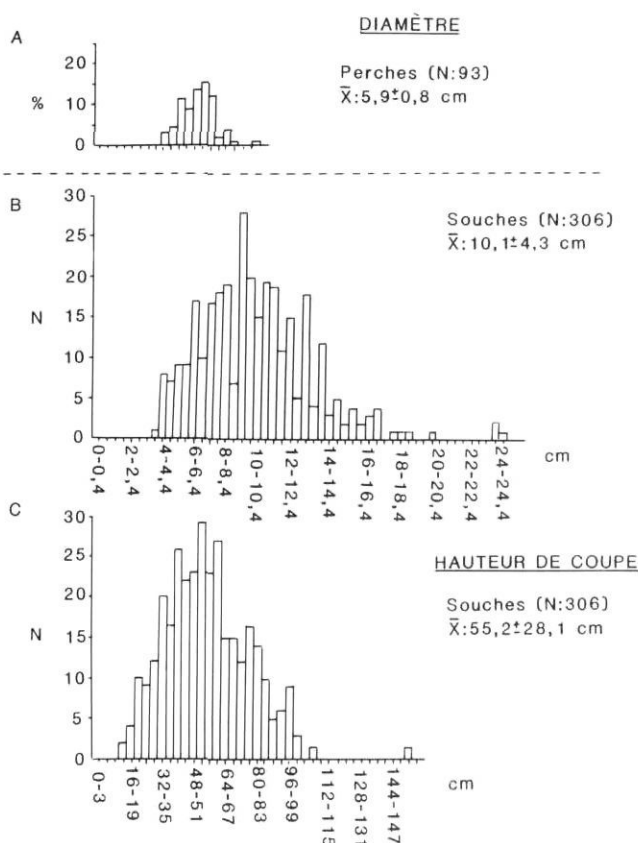 A
DIAMÈTRE
Perches (N:93)
X̄:5,9±0,8 cm
20
10
0
%
B
Souches (N:306)
X̄:10,1±4,3 cm
30
25
20
15
10
5
0
N
0-0,4
2-2,4
4-4,4
6-6,4
8-8,4
10-10,4
12-12,4
14-14,4
16-16,4
18-18,4
20-20,4
22-22,4
24-24,4
cm
C
HAUTEUR DE COUPE
Souches (N:306)
X̄:55,2±28,1 cm
30
25
20
15
10
5
0
N
0-3
16-19
32-35
48-51
64-67
80-83
96-99
112-115
128-131
144-147
cm